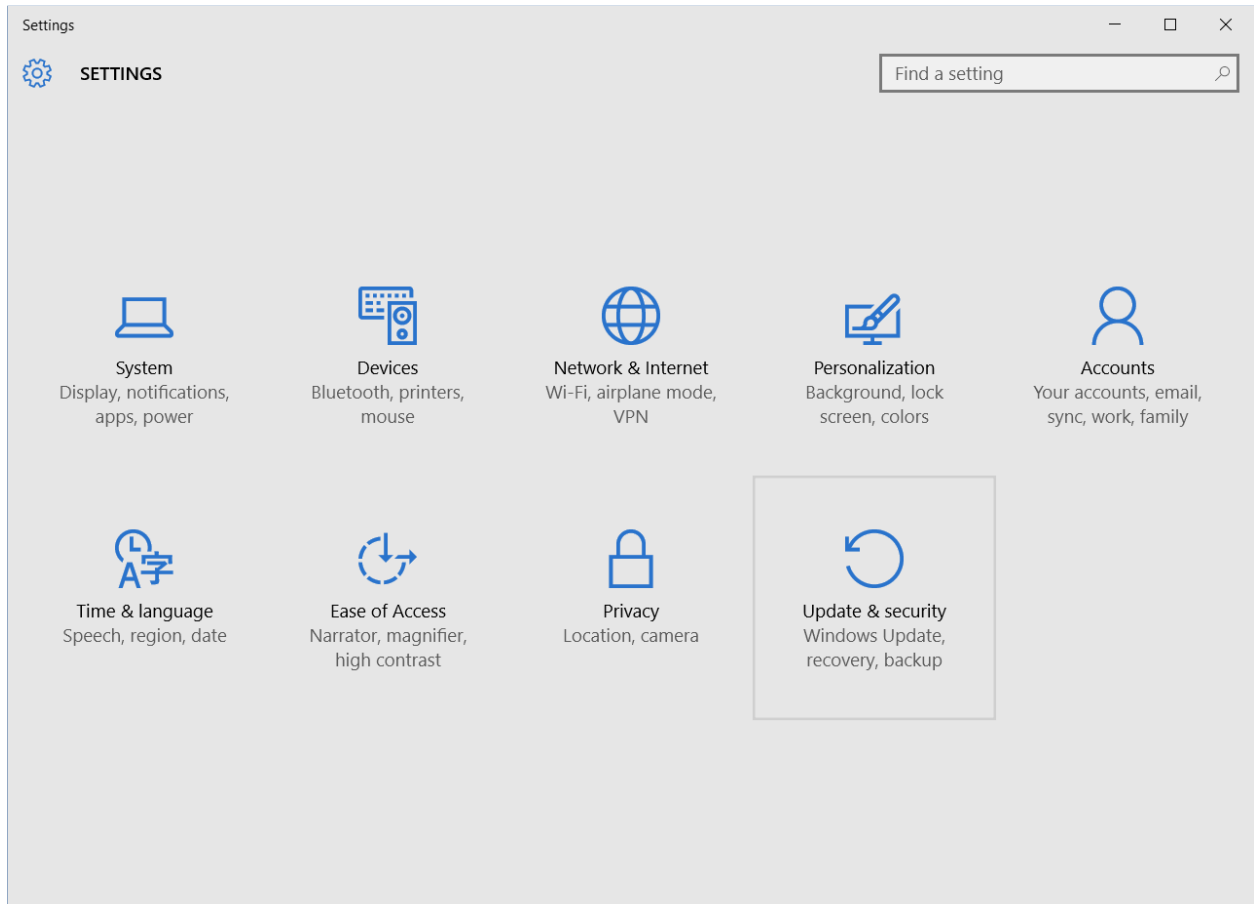 Settings
SETTINGS
Find a setting
System
Display, notifications,
apps, power
Devices
Bluetooth, printers,
mouse
Network & Internet
Wi-Fi, airplane mode,
VPN
Personalization
Background, lock
screen, colors
Accounts
Your accounts, email,
sync, work, family
A字
Time & language
Speech, region, date
Ease of Access
Narrator, magnifier,
high contrast
Privacy
Location, camera
Update & security
Windows Update,
recovery, backup